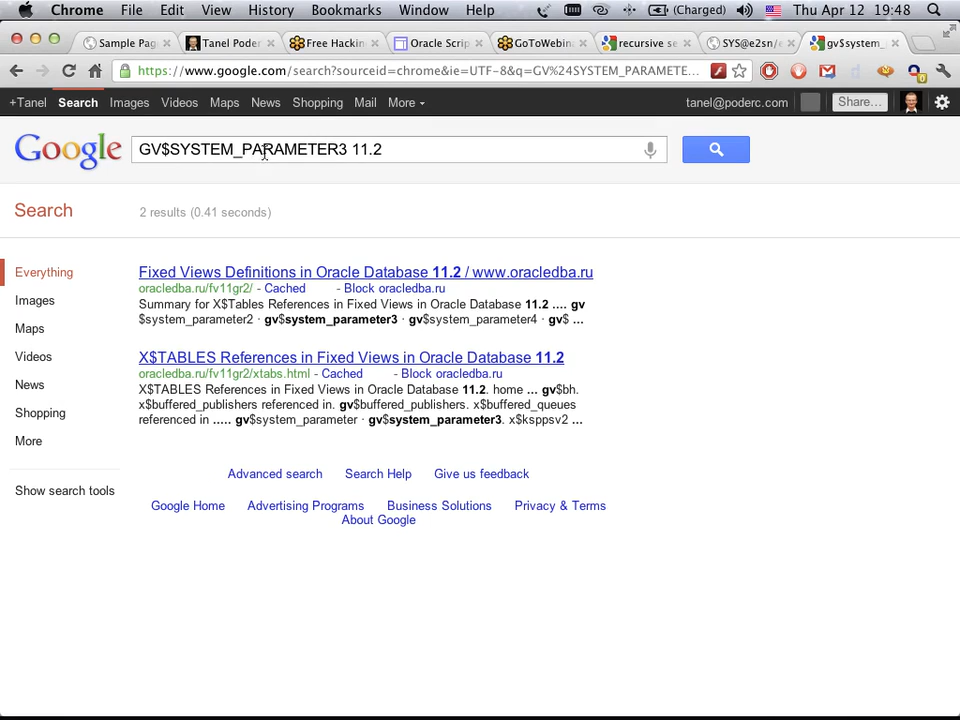 Chrome File Edit View History Bookmarks Window Help (Charged) Thu Apr 12 19:48
Sample Pag Tanel Poder Free Hackin Oracle Scrip GoToWebin recursive se SYS@e2sn/e gv$system_
https://www.google.com/search?sourceid=chrome&ie=UTF-8&q=GV%24SYSTEM_PARAMETE...
+Tanel Search Images Videos Maps News Shopping Mail More tanel@poderc.com Share...
Google GV$SYSTEM_PARAMETER3 11.2
Search 2 results (0.41 seconds)
Everything
Images
Maps
Videos
News
Shopping
More
Show search tools
Fixed Views Definitions in Oracle Database 11.2 / www.oracledba.ru
oracledba.ru/fv11gr2/ - Cached - Block oracledba.ru
Summary for X$Tables References in Fixed Views in Oracle Database 11.2 .... gv
$system_parameter2 · gv$system_parameter3 · gv$system_parameter4 · gv$ ...
X$TABLES References in Fixed Views in Oracle Database 11.2
oracledba.ru/fv11gr2/xtabs.html - Cached - Block oracledba.ru
X$TABLES References in Fixed Views in Oracle Database 11.2. home ... gv$bh.
x$buffered_publishers referenced in. gv$buffered_publishers. x$buffered_queues
referenced in ..... gv$system_parameter · gv$system_parameter3. x$ksppsv2 ...
Advanced search Search Help Give us feedback
Google Home Advertising Programs Business Solutions Privacy & Terms
About Google